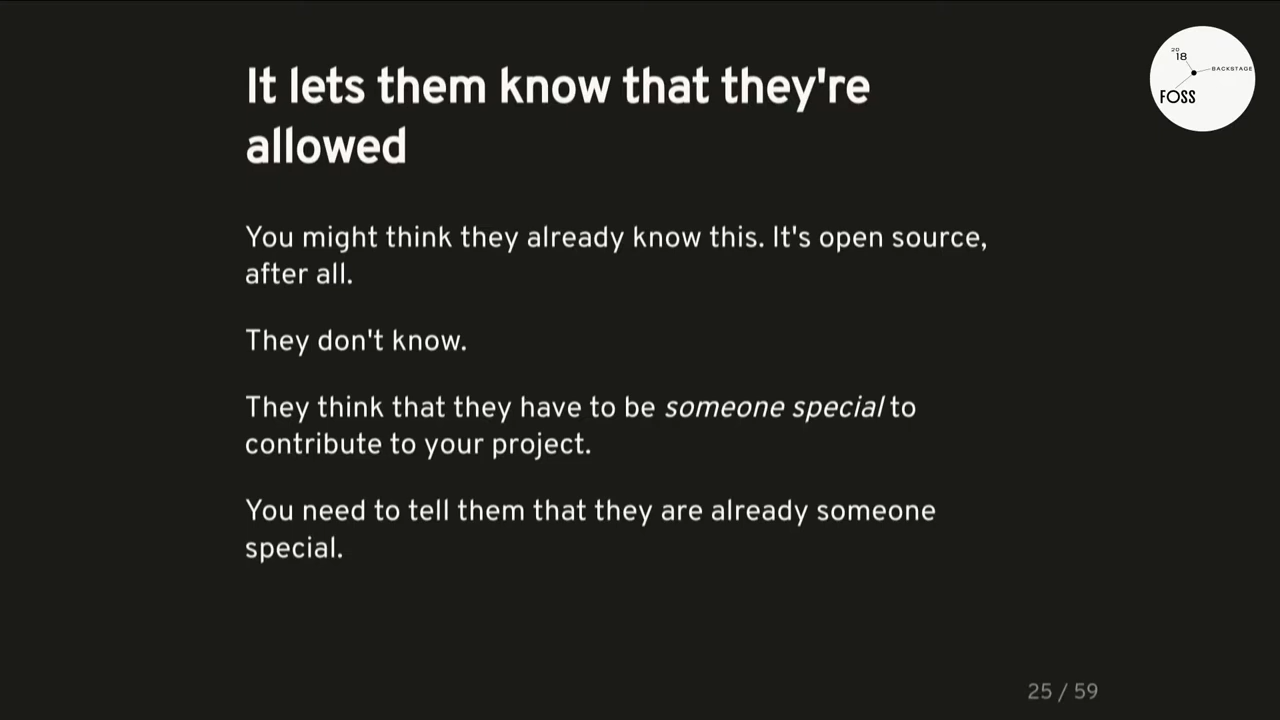 It lets them know that they're
allowed
You might think they already know this. It's open source,
after all.
They don't know.
They think that they have to be someone special to
contribute to your project.
You need to tell them that they are already someone
special.
25 / 59
20
18
BACKSTAGE
FOSS